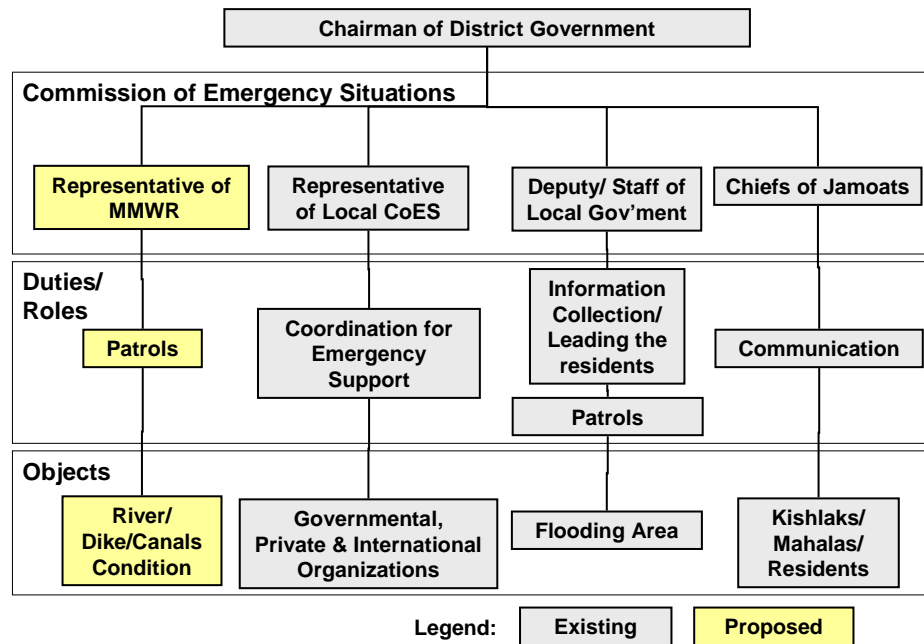 Chairman of District Government
Commission of Emergency Situations
Representative of
MMWR
Representative
of Local CoES
Deputy/ Staff of
Local Gov'ment
Chiefs of Jamoats
Duties/
Roles
Patrols
Coordination for
Emergency
Support
Information
Collection/
Leading the
residents
Patrols
Communication
Objects
River/
Dike/Canals
Condition
Governmental,
Private & International
Organizations
Flooding Area
Kishlaks/
Mahalas/
Residents
Legend:
Existing
Proposed